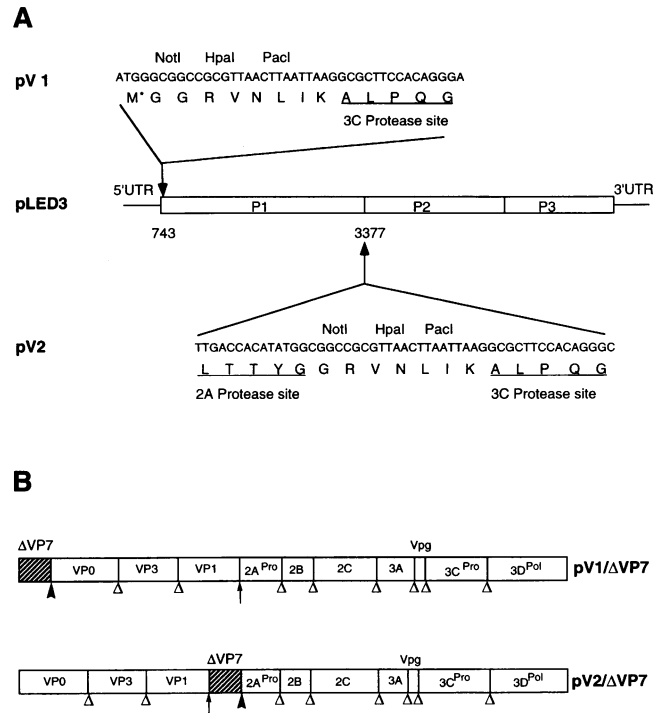 A
NotI HpaI PacI
pV 1
ATGGGCGGCCGCGTTAACTTAATTAAGGCGCTTCCACAGGGA
M* G G R V N L I K A L P Q G
3C Protease site
5'UTR 3'UTR
pLED3 P1 P2 P3
743 3377
NotI HpaI PacI
pV2
TTGACCACATATGGCGGCCGCGTTAACTTAATTAAGGCGCTTCCACAGGGC
L T T Y G G R V N L I K A L P Q G
2A Protease site 3C Protease site
B
ΔVP7 Vpg
VP0 VP3 VP1 2A Pro 2B 2C 3A 3C Pro 3D Pol pV1/ΔVP7
ΔVP7 Vpg
VP0 VP3 VP1 2A Pro 2B 2C 3A 3C Pro 3D Pol pV2/ΔVP7